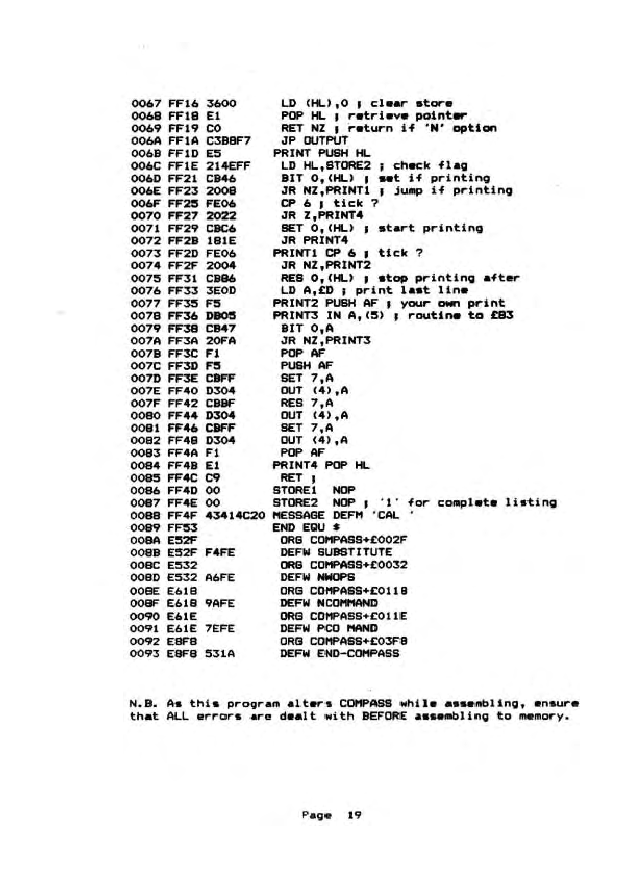 0067 FF16 3600 LD (HL),0 ; clear store
0068 FF18 E1 POP HL ; retrieve pointer
0069 FF19 C0 RET NZ ; return if 'N' option
006A FF1A C3B8F7 JP OUTPUT
006B FF1D E5 PRINT PUSH HL
006C FF1E 214EFF LD HL,STORE2 ; check flag
006D FF21 CB46 BIT 0,(HL) ; set if printing
006E FF23 2008 JR NZ,PRINT1 ; jump if printing
006F FF25 FE06 CP 6 ; tick ?
0070 FF27 2022 JR Z,PRINT4
0071 FF29 CBC6 SET 0,(HL) ; start printing
0072 FF2B 181E JR PRINT4
0073 FF2D FE06 PRINT1 CP 6 ; tick ?
0074 FF2F 2004 JR NZ,PRINT2
0075 FF31 CB86 RES 0,(HL) ; stop printing after
0076 FF33 3E0D LD A,£D ; print last line
0077 FF35 F5 PRINT2 PUSH AF ; your own print
0078 FF36 DB05 PRINT3 IN A,(5) ; routine to £83
0079 FF38 CB47 BIT 0,A
007A FF3A 20FA JR NZ,PRINT3
007B FF3C F1 POP AF
007C FF3D F5 PUSH AF
007D FF3E CBFF SET 7,A
007E FF40 D304 OUT (4),A
007F FF42 CBBF RES 7,A
0080 FF44 D304 OUT (4),A
0081 FF46 CBFF SET 7,A
0082 FF48 D304 OUT (4),A
0083 FF4A F1 POP AF
0084 FF4B E1 PRINT4 POP HL
0085 FF4C C9 RET ;
0086 FF4D 00 STORE1 NOP
0087 FF4E 00 STORE2 NOP ; '1' for complete listing
0088 FF4F 43414C20 MESSAGE DEFM 'CAL '
0089 FF53 END EQU $
008A E52F ORG COMPASS+£002F
008B E52F F4FE DEFW SUBSTITUTE
008C E532 ORG COMPASS+£0032
008D E532 A6FE DEFW NWOPS
008E E618 ORG COMPASS+£0118
008F E618 9AFE DEFW NCOMMAND
0090 E61E ORG COMPASS+£011E
0091 E61E 7EFE DEFW PCO MAND
0092 E8F8 ORG COMPASS+£03F8
0093 E8F8 531A DEFW END-COMPASS
N.B. As this program alters COMPASS while assembling, ensure
that ALL errors are dealt with BEFORE assembling to memory.
Page 19